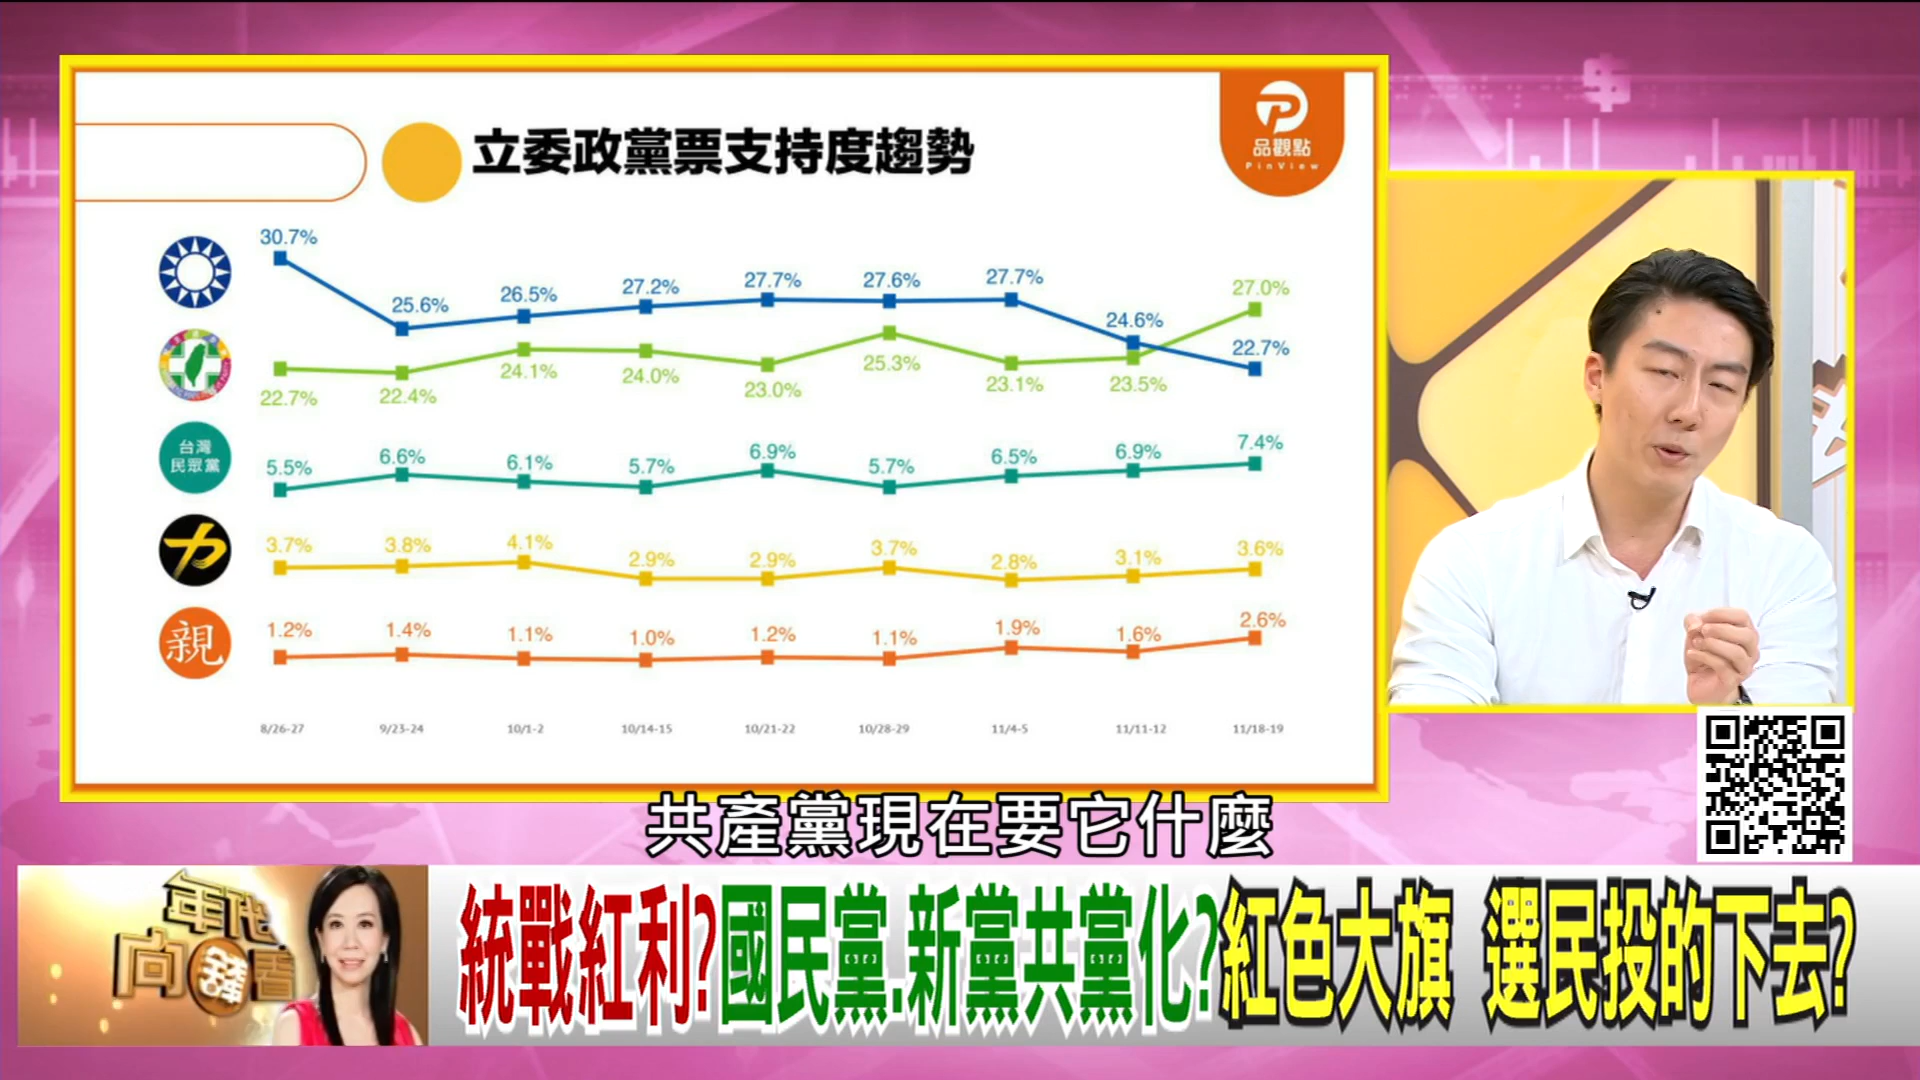 立委政黨票支持度趨勢
品觀點
PinView
30.7% 25.6% 26.5% 27.2% 27.7% 27.6% 27.7% 24.6% 22.7%
22.7% 22.4% 24.1% 24.0% 23.0% 25.3% 23.1% 23.5% 27.0%
台灣
民眾黨
5.5% 6.6% 6.1% 5.7% 6.9% 5.7% 6.5% 6.9% 7.4%
力
3.7% 3.8% 4.1% 2.9% 2.9% 3.7% 2.8% 3.1% 3.6%
親
1.2% 1.4% 1.1% 1.0% 1.2% 1.1% 1.9% 1.6% 2.6%
8/26-27 9/23-24 10/1-2 10/14-15 10/21-22 10/28-29 11/4-5 11/11-12 11/18-19
共產黨現在要它什麼
年代
向錢看
統戰紅利?國民黨.新黨共黨化?紅色大旗 選民投的下去?